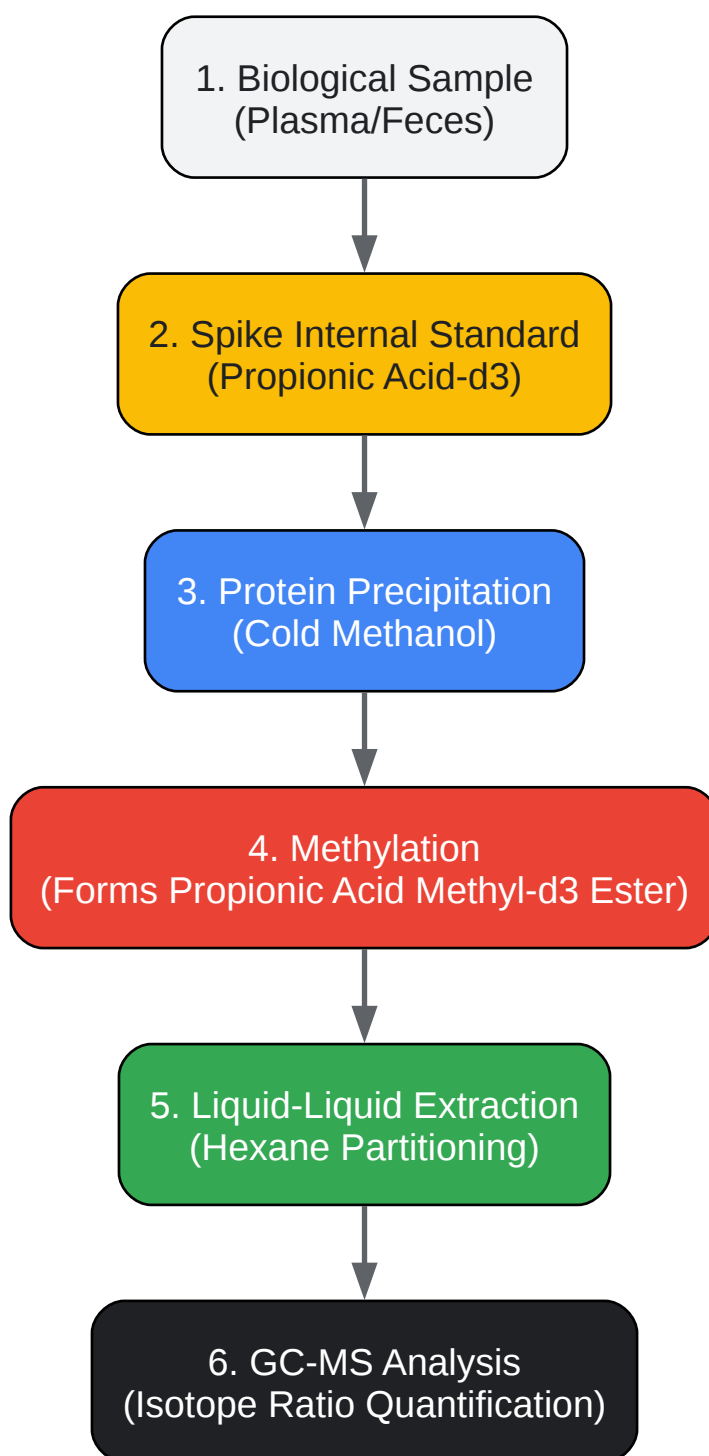 1. Biological Sample
(Plasma/Feces)
2. Spike Internal Standard
(Propionic Acid-d3)
3. Protein Precipitation
(Cold Methanol)
4. Methylation
(Forms Propionic Acid Methyl-d3 Ester)
5. Liquid-Liquid Extraction
(Hexane Partitioning)
6. GC-MS Analysis
(Isotope Ratio Quantification)